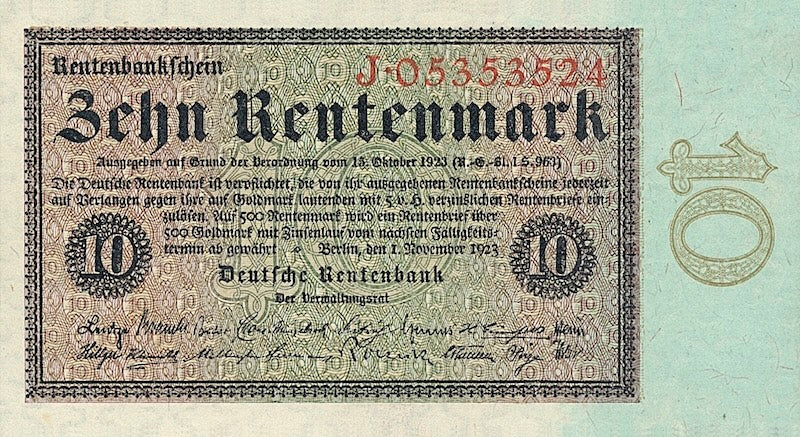 Rentenbankschein
J·05353524
Zehn Rentenmark
Ausgegeben auf Grund der Verordnung vom 15. Oktober 1923 (R.-G.-Bl. I S. 963)
Die Deutsche Rentenbank ist verpflichtet, die von ihr ausgegebenen Rentenbankscheine jederzeit
auf Verlangen gegen ihre auf Goldmark lautenden mit 5 v. H. verzinslichen Rentenbriefe ein-
zulösen. Auf 500 Rentenmark wird ein Rentenbrief über
500 Goldmark mit Zinsenlauf vom nächsten Fälligkeits-
termin ab gewährt Berlin, den 1. November 1923
10
10
Deutsche Rentenbank
Der Verwaltungsrat
10